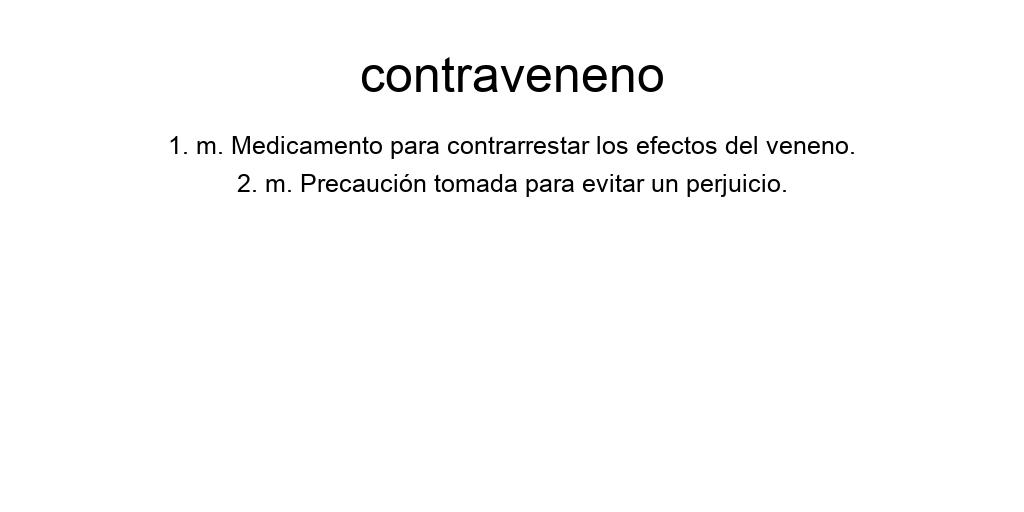 contraveneno
1. m. Medicamento para contrarrestar los efectos del veneno.
2. m. Precaución tomada para evitar un perjuicio.